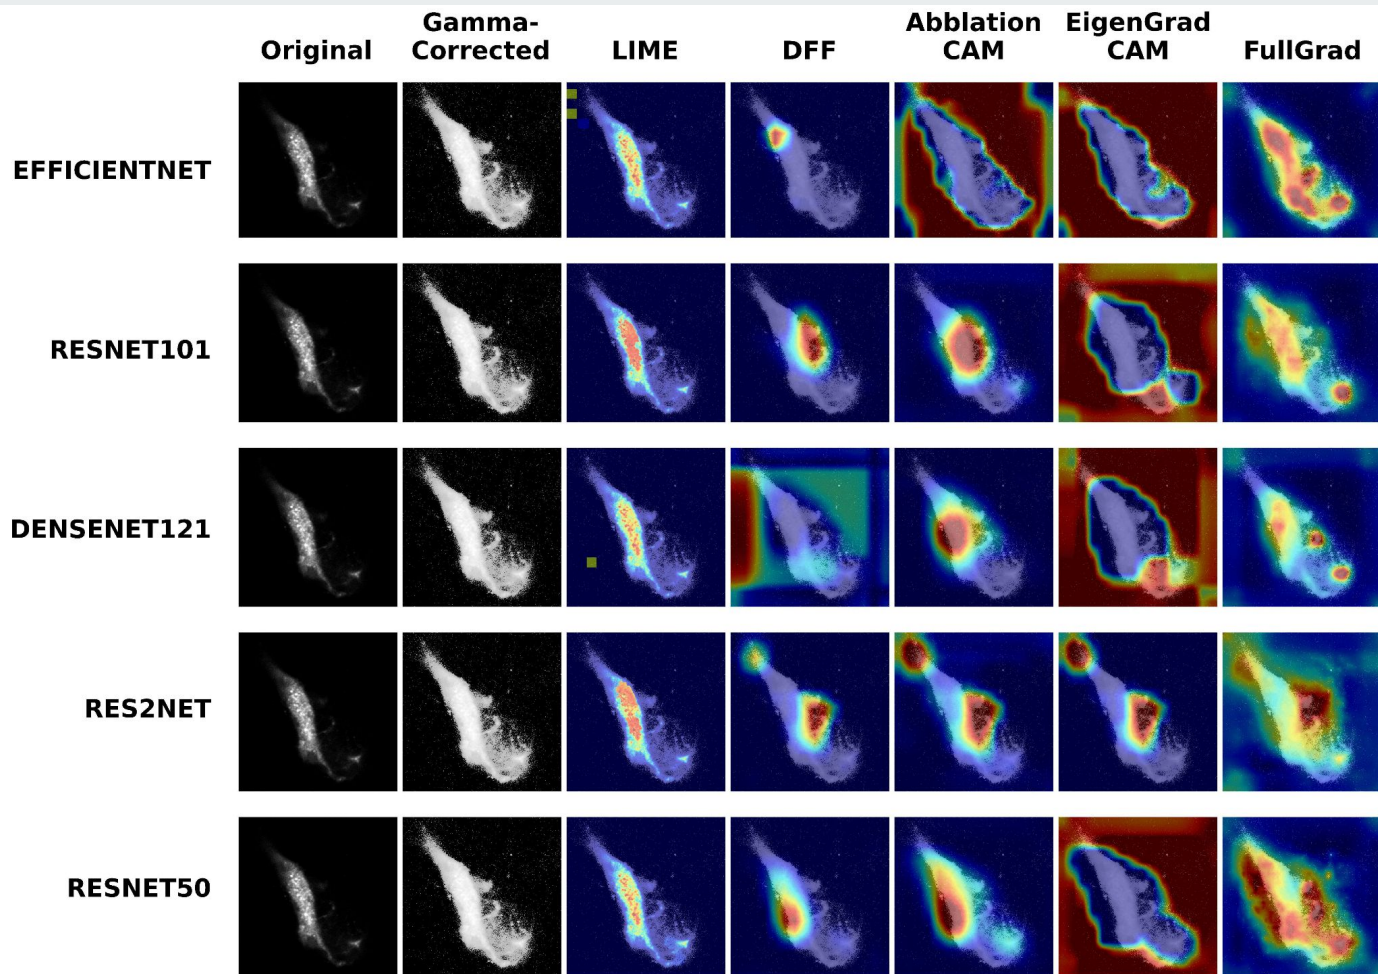 Original
Gamma-
Corrected
LIME
DFF
Abblation
CAM
EigenGrad
CAM
FullGrad
EFFICIENTNET
RESNET101
DENSENET121
RES2NET
RESNET50